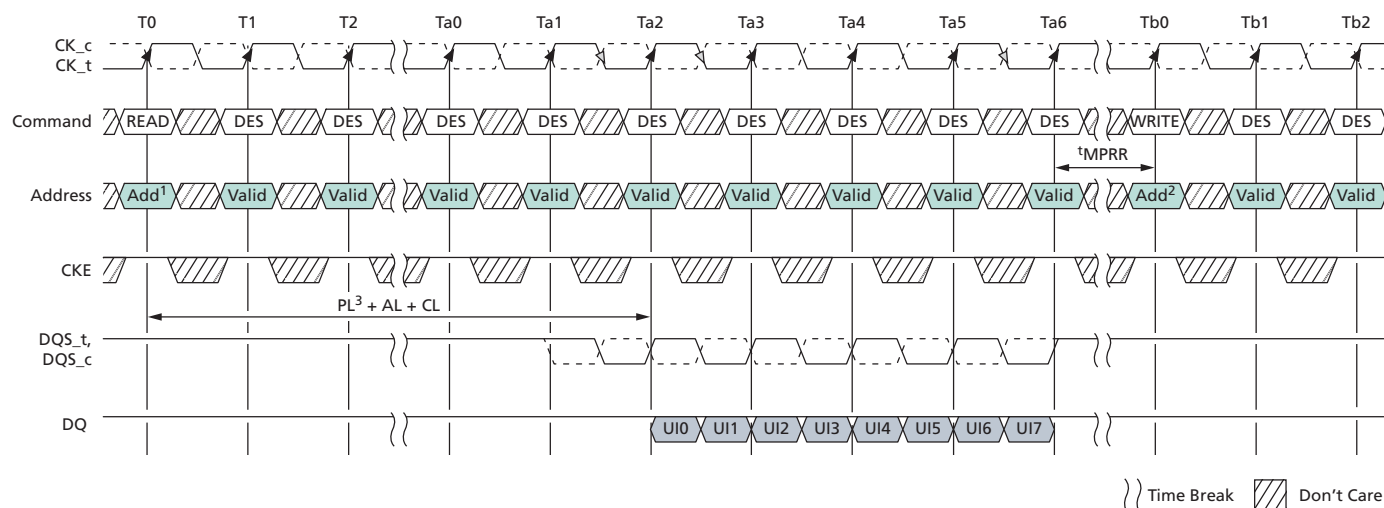 T0 T1 T2 Ta0 Ta1 Ta2 Ta3 Ta4 Ta5 Ta6 Tb0 Tb1 Tb2
CK_c
CK_t
Command READ DES DES DES DES DES DES DES DES DES WRITE DES DES
tMPRR
Address Add1 Valid Valid Valid Valid Valid Valid Valid Valid Valid Add2 Valid Valid
CKE
PL3 + AL + CL
DQS_t,
DQS_c
DQ UI0 UI1 UI2 UI3 UI4 UI5 UI6 UI7
Time Break Don’t Care